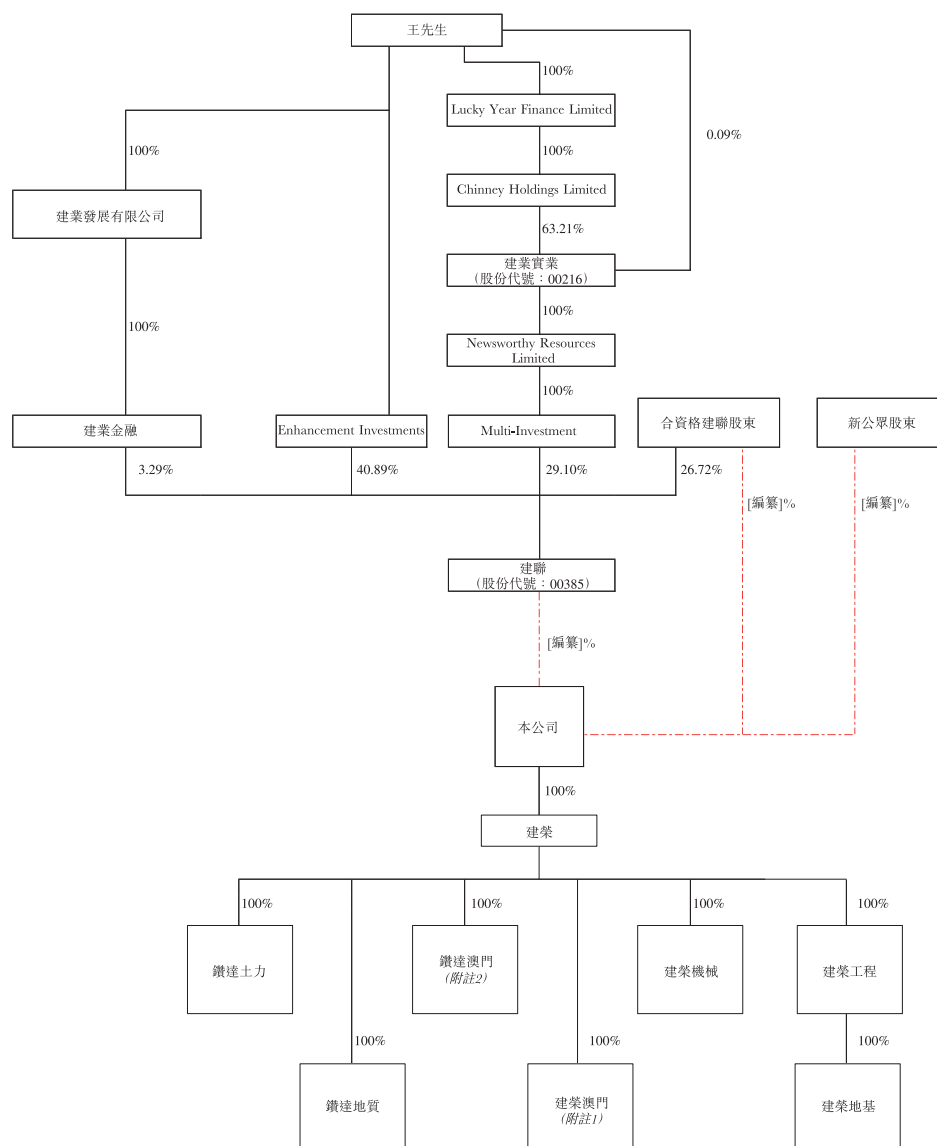 王先生
100%
Lucky Year Finance Limited
0.09%
100%
100%
建業發展有限公司
Chinney Holdings Limited
63.21%
建業實業
(股份代號：00216)
100%
100%
Newsworthy Resources
Limited
100%
建業金融
Enhancement Investments
Multi-Investment
合資格建聯股東
新公眾股東
3.29%
40.89%
29.10%
26.72%
[編纂]%
[編纂]%
建聯
(股份代號：00385)
[編纂]%
本公司
100%
建榮
100%
100%
100%
100%
鑽達土力
鑽達澳門
(附註2)
建榮機械
建榮工程
100%
100%
100%
鑽達地質
建榮澳門
(附註1)
建榮地基